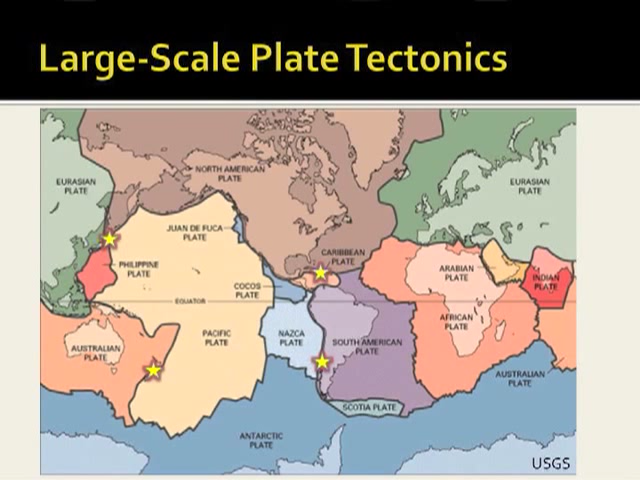 Large-Scale Plate Tectonics
NORTH AMERICAN
PLATE
EURASIAN
PLATE
EURASIAN
PLATE
JUAN DE FUCA
PLATE
CARIBBEAN
PLATE
PHILIPPINE
PLATE
ARABIAN
PLATE
INDIAN
PLATE
COCOS
PLATE
EQUATOR
AFRICAN
PLATE
PACIFIC
PLATE
NAZCA
PLATE
SOUTH AMERICAN
PLATE
AUSTRALIAN
PLATE
AUSTRALIAN
PLATE
SCOTIA PLATE
ANTARCTIC
PLATE
USGS